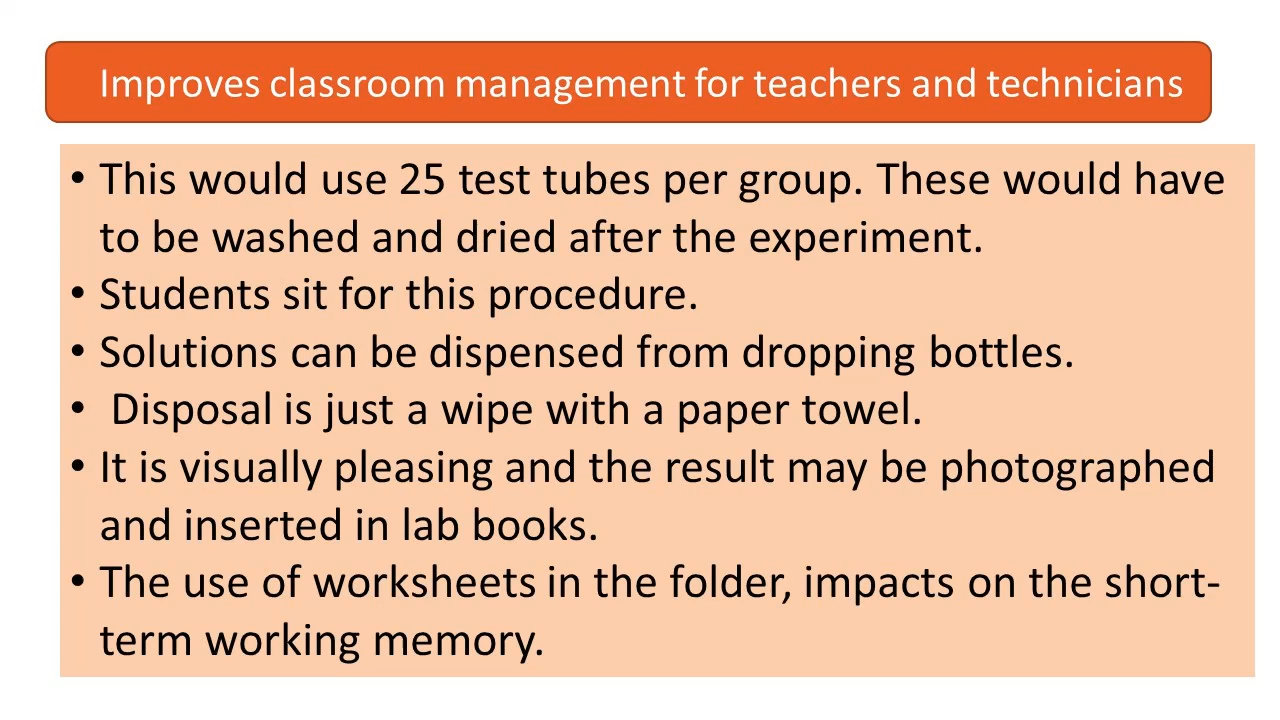 Improves classroom management for teachers and technicians
• This would use 25 test tubes per group. These would have
to be washed and dried after the experiment.
• Students sit for this procedure.
• Solutions can be dispensed from dropping bottles.
• Disposal is just a wipe with a paper towel.
• It is visually pleasing and the result may be photographed
and inserted in lab books.
• The use of worksheets in the folder, impacts on the short-
term working memory.